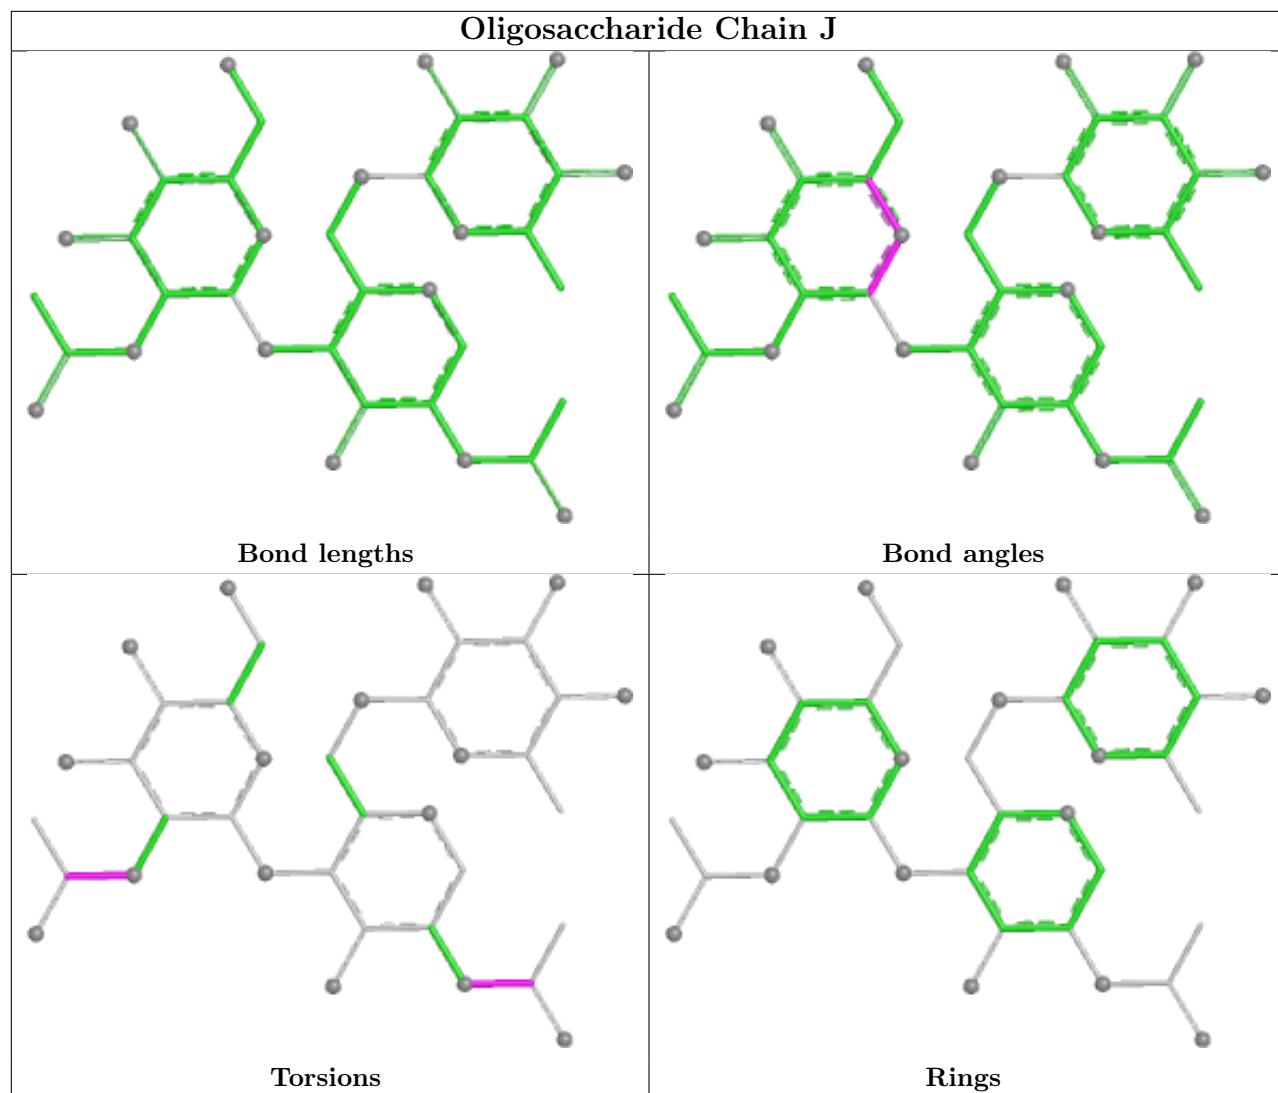 Oligosaccharide Chain J
Bond lengths
Bond angles
Torsions
Rings